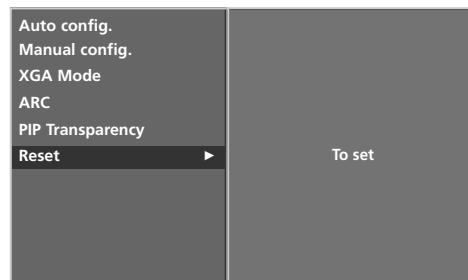 Auto config.
Manual config.
XGA Mode
ARC
PIP Transparency
Reset ►
To set